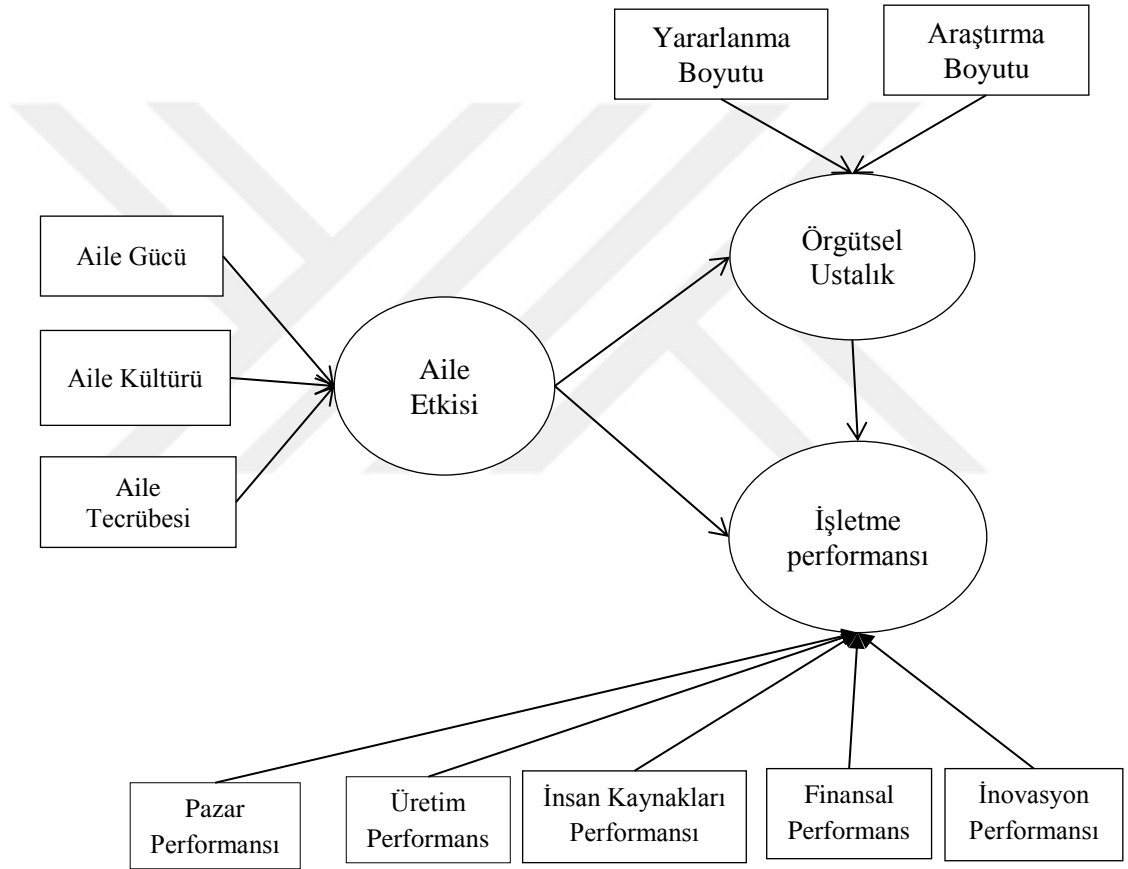 Yararlanma
Boyutu
Araştırma
Boyutu
Örgütsel
Ustalık
Aile Gücü
Aile Kültürü
Aile
Tecrübesi
Aile
Etkisi
İşletme
performansı
Pazar
Performansı
Üretim
Performans
İnsan Kaynakları
Performansı
Finansal
Performans
İnovasyon
Performansı